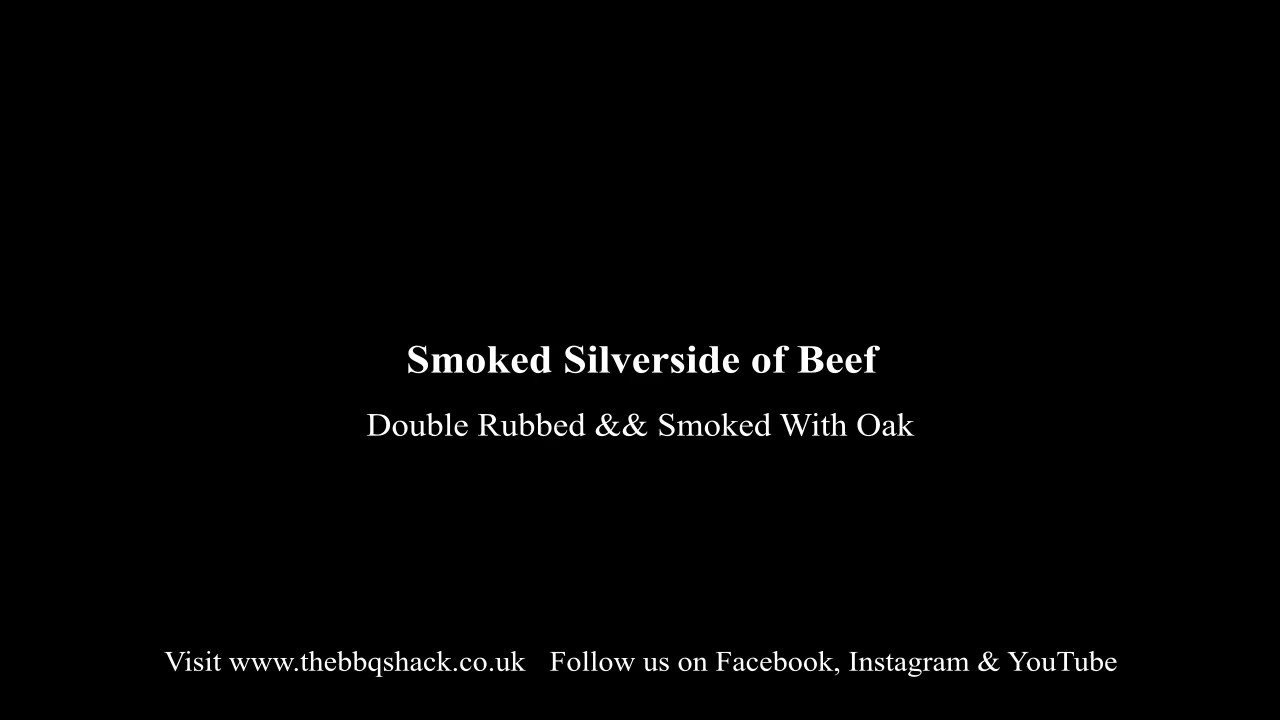 Smoked Silverside of Beef
Double Rubbed && Smoked With Oak
Visit www.thebbqshack.co.uk   Follow us on Facebook, Instagram & YouTube